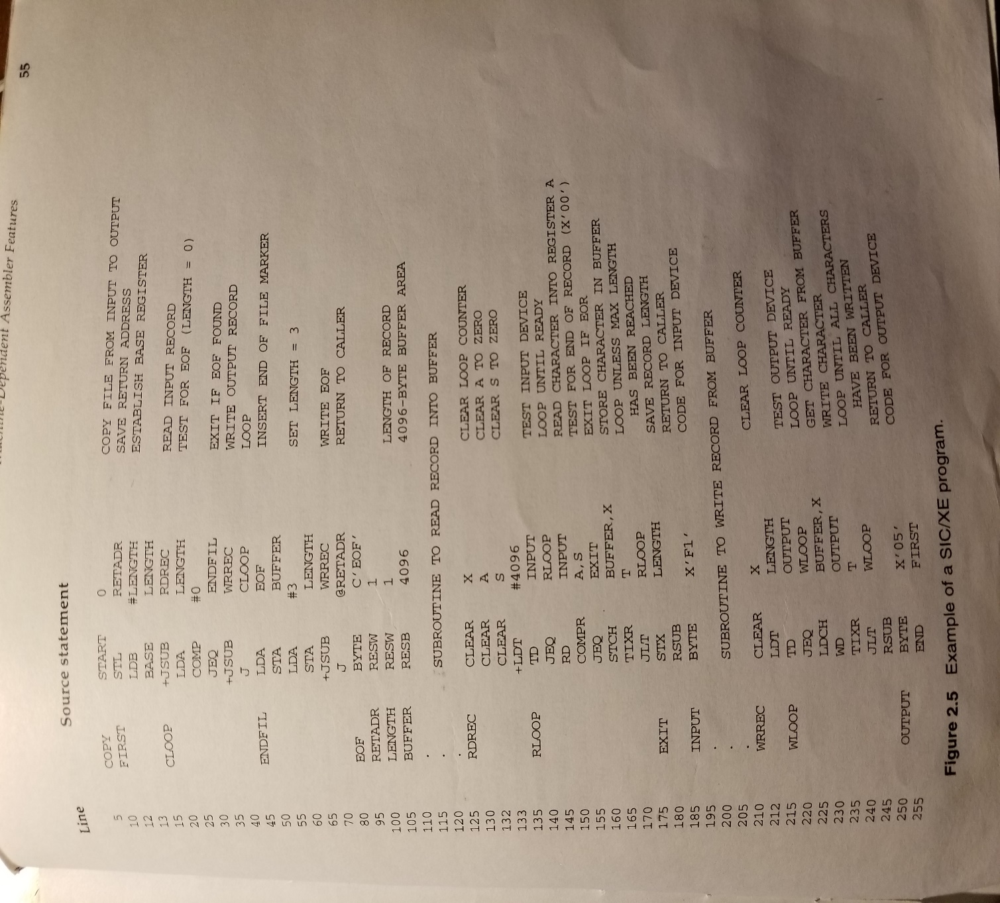 Machine-Dependent Assembler Features 55
Line Source statement
5 COPY START 0 COPY FILE FROM INPUT TO OUTPUT
10 FIRST STL RETADR SAVE RETURN ADDRESS
12 LDB #LENGTH ESTABLISH BASE REGISTER
13 BASE LENGTH
15 CLOOP +JSUB RDREC READ INPUT RECORD
20 LDA LENGTH TEST FOR EOF (LENGTH = 0)
25 COMP #0
30 JEQ ENDFIL EXIT IF EOF FOUND
35 +JSUB WRREC WRITE OUTPUT RECORD
40 J CLOOP LOOP
45 ENDFIL LDA EOF INSERT END OF FILE MARKER
50 STA BUFFER
55 LDA #3 SET LENGTH = 3
60 STA LENGTH
65 +JSUB WRREC WRITE EOF
70 J @RETADR RETURN TO CALLER
80 EOF BYTE C'EOF'
95 RETADR RESW 1
100 LENGTH RESW 1 LENGTH OF RECORD
105 BUFFER RESB 4096 4096-BYTE BUFFER AREA
110 .
115 . SUBROUTINE TO READ RECORD INTO BUFFER
120 .
125 RDREC CLEAR X CLEAR LOOP COUNTER
130 CLEAR A CLEAR A TO ZERO
132 CLEAR S CLEAR S TO ZERO
133 +LDT #4096
135 RLOOP TD INPUT TEST INPUT DEVICE
140 JEQ RLOOP LOOP UNTIL READY
145 RD INPUT READ CHARACTER INTO REGISTER A
150 COMPR A,S TEST FOR END OF RECORD (X'00')
155 JEQ EXIT EXIT LOOP IF EOR
160 STCH BUFFER,X STORE CHARACTER IN BUFFER
165 TIXR T LOOP UNLESS MAX LENGTH
170 JLT RLOOP HAS BEEN REACHED
175 EXIT STX LENGTH SAVE RECORD LENGTH
180 RSUB RETURN TO CALLER
185 INPUT BYTE X'F1' CODE FOR INPUT DEVICE
195 .
200 . SUBROUTINE TO WRITE RECORD FROM BUFFER
205 .
210 WRREC CLEAR X CLEAR LOOP COUNTER
212 LDT LENGTH
215 WLOOP TD OUTPUT TEST OUTPUT DEVICE
220 JEQ WLOOP LOOP UNTIL READY
225 LDCH BUFFER,X GET CHARACTER FROM BUFFER
230 WD OUTPUT WRITE CHARACTER
235 TIXR T LOOP UNTIL ALL CHARACTERS
240 JLT WLOOP HAVE BEEN WRITTEN
245 RSUB RETURN TO CALLER
250 OUTPUT BYTE X'05' CODE FOR OUTPUT DEVICE
255 END FIRST
Figure 2.5 Example of a SIC/XE program.